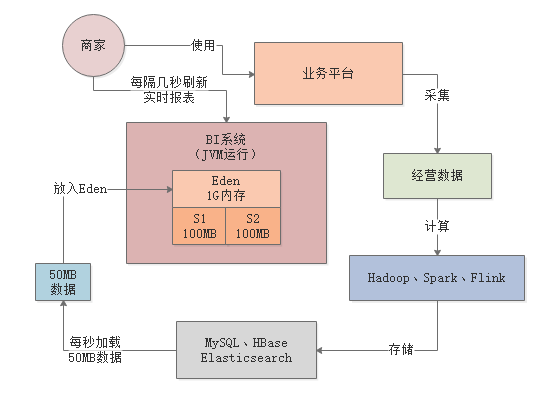 商家
使用
业务平台
每隔几秒刷新
实时报表
采集
BI系统
（JVM运行）
经营数据
放入Eden
Eden
1G内存
S1
100MB
S2
100MB
计算
50MB
数据
Hadoop、Spark、Flink
每秒加载
50MB数据
MySQL、HBase
Elasticsearch
存储